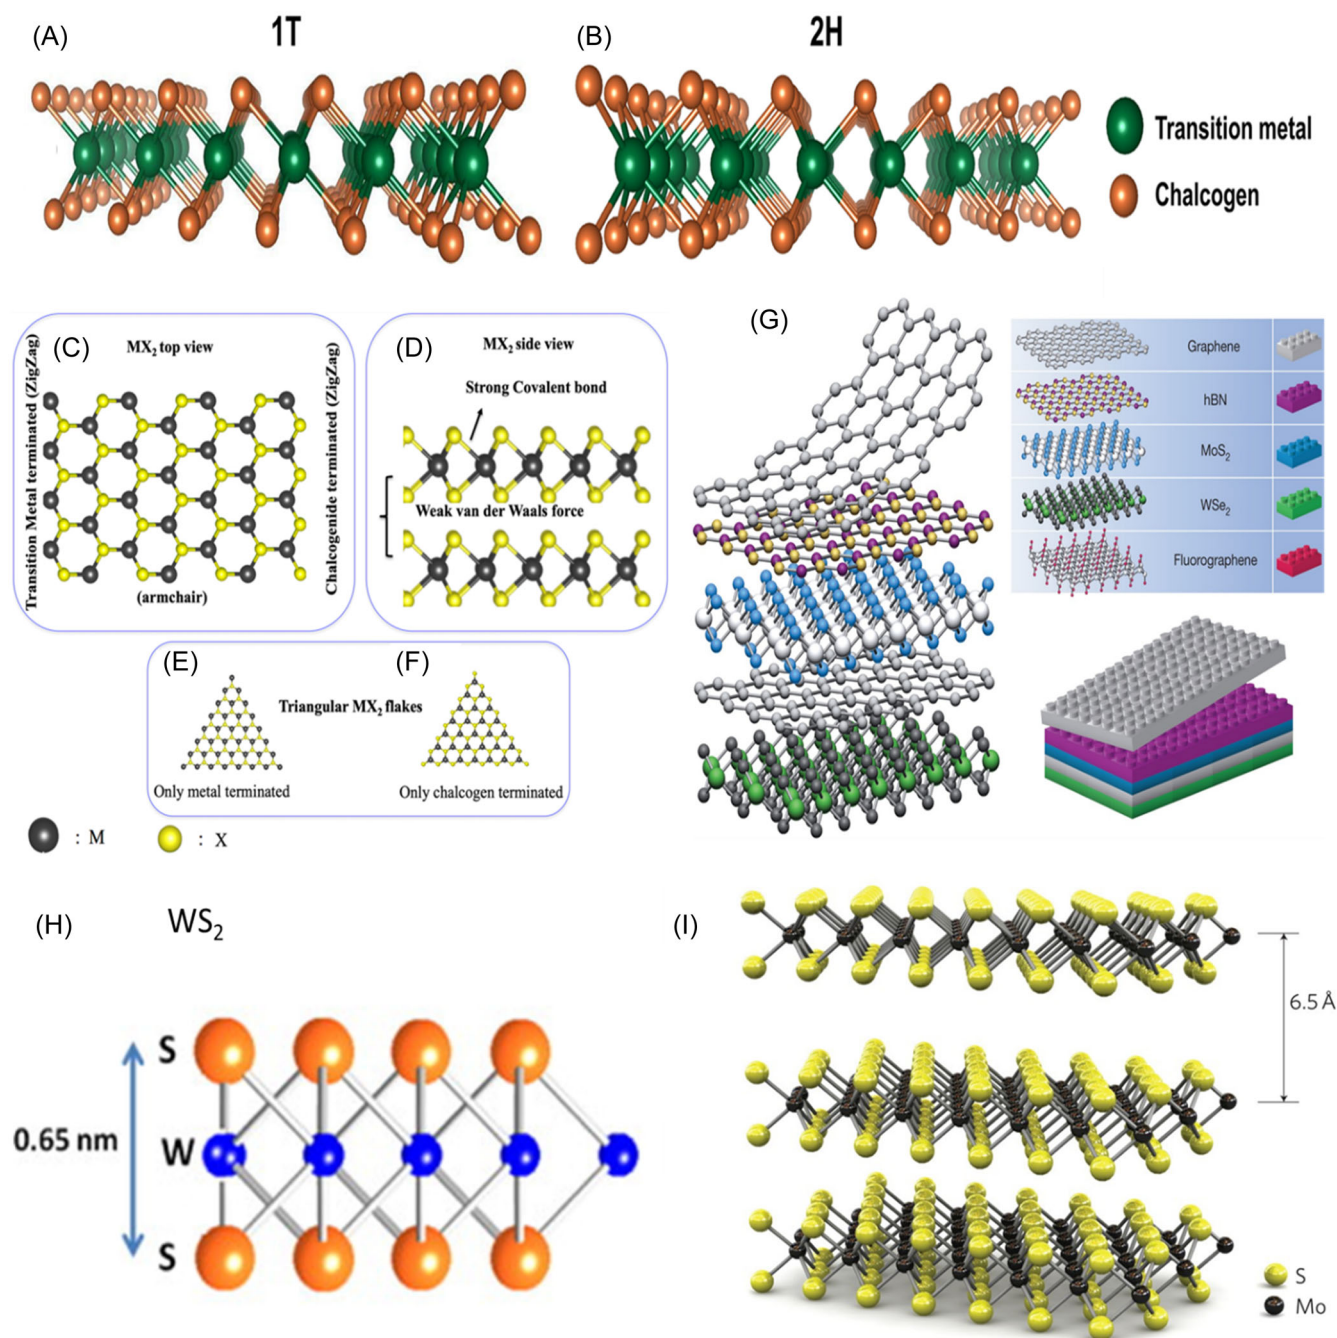 (A)
1T
(B)
2H
Transition metal
Chalcogen
Transition Metal terminated (ZigZag)
(C)
MX2 top view
Chalcogenide terminated (ZigZag)
(armchair)
(D)
MX2 side view
Strong Covalent bond
Weak van der Waals force
(E)
(F)
Triangular MX2 flakes
Only metal terminated
Only chalcogen terminated
: M
: X
(G)
Graphene
hBN
MoS2
WSe2
Fluorographene
(H)
WS2
S
0.65 nm
W
S
(I)
6.5 Å
S
Mo